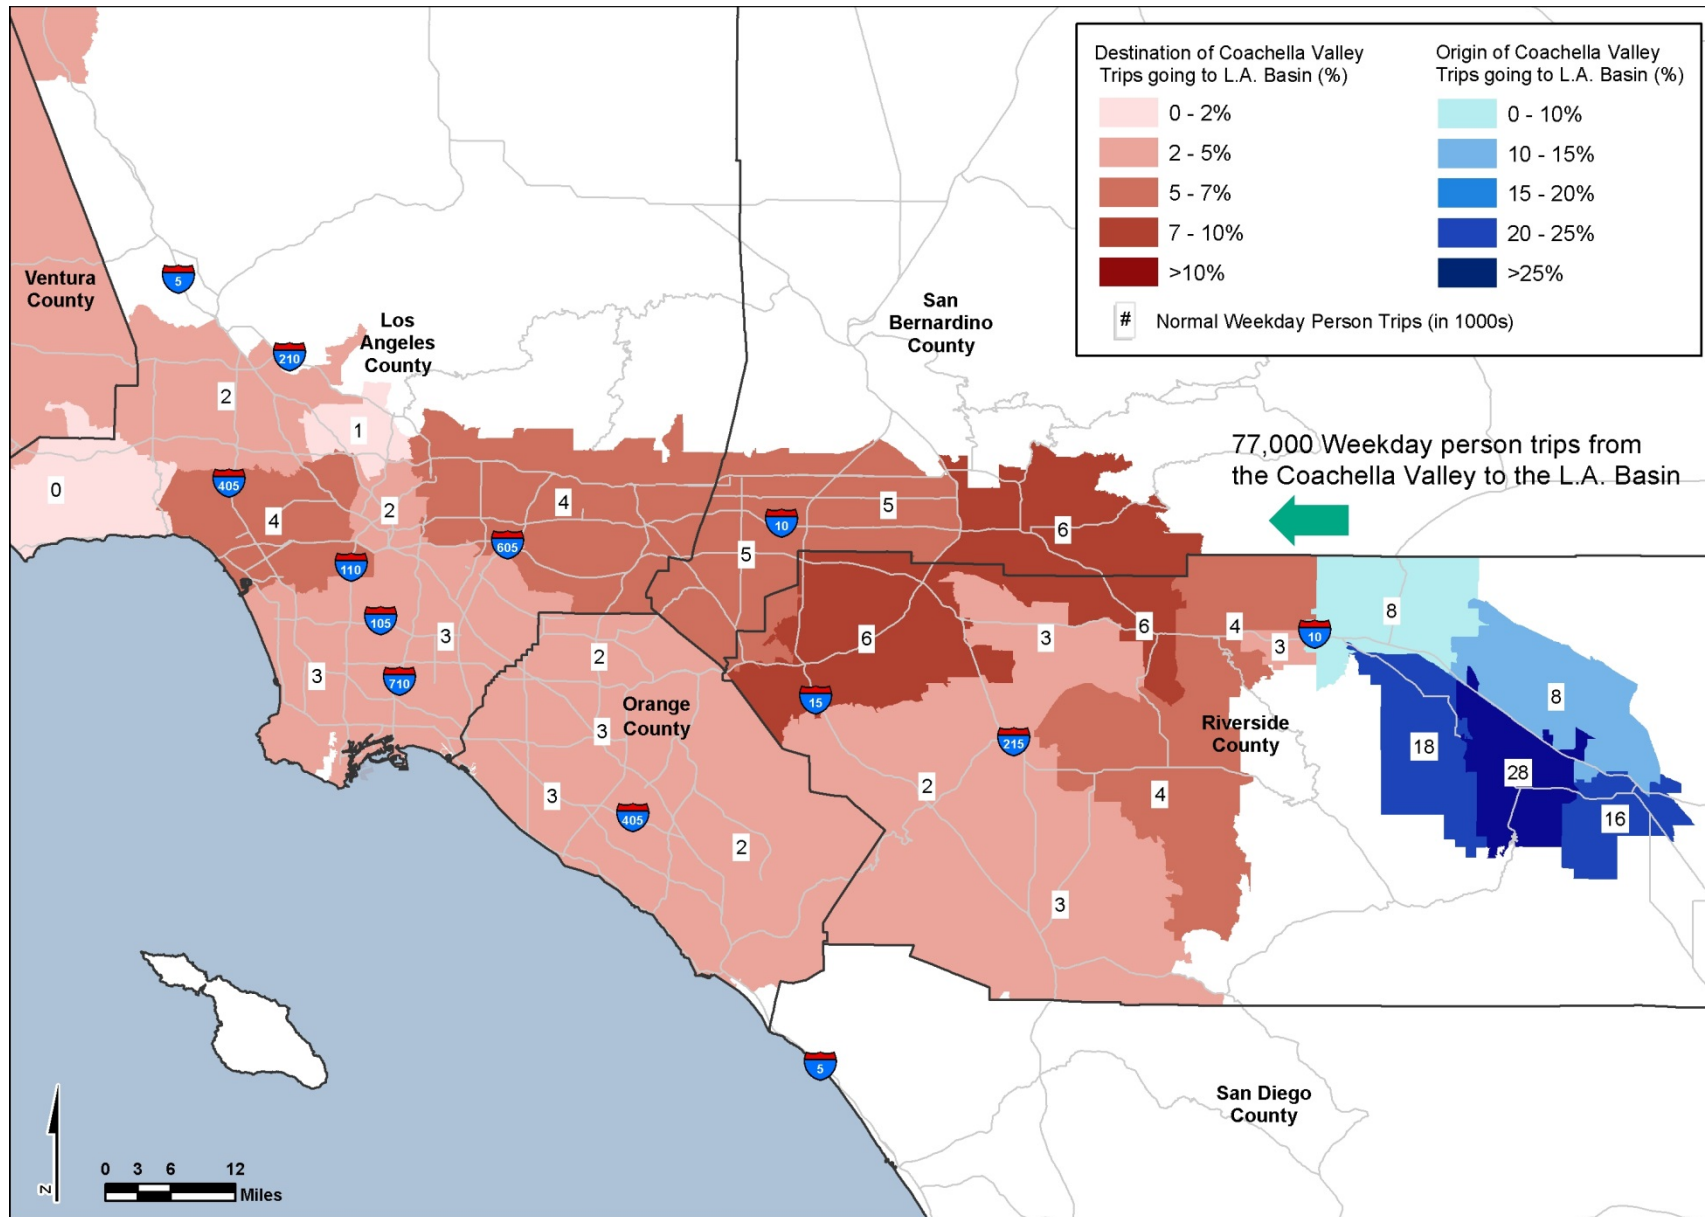 Destination of Coachella Valley
Trips going to L.A. Basin (%)
0 - 2%
2 - 5%
5 - 7%
7 - 10%
>10%
Origin of Coachella Valley
Trips going to L.A. Basin (%)
0 - 10%
10 - 15%
15 - 20%
20 - 25%
>25%
# Normal Weekday Person Trips (in 1000s)
Ventura
County
5
Los
Angeles
County
210
San
Bernardino
County
77,000 Weekday person trips from
the Coachella Valley to the L.A. Basin
2
1
0
405
4
2
4
605
10
5
5
6
110
105
3
3
710
2
Orange
County
3
3
405
2
6
15
3
6
4
3
10
8
8
Riverside
County
215
2
4
3
18
28
16
5
San Diego
County
Z
0 3 6 12
Miles